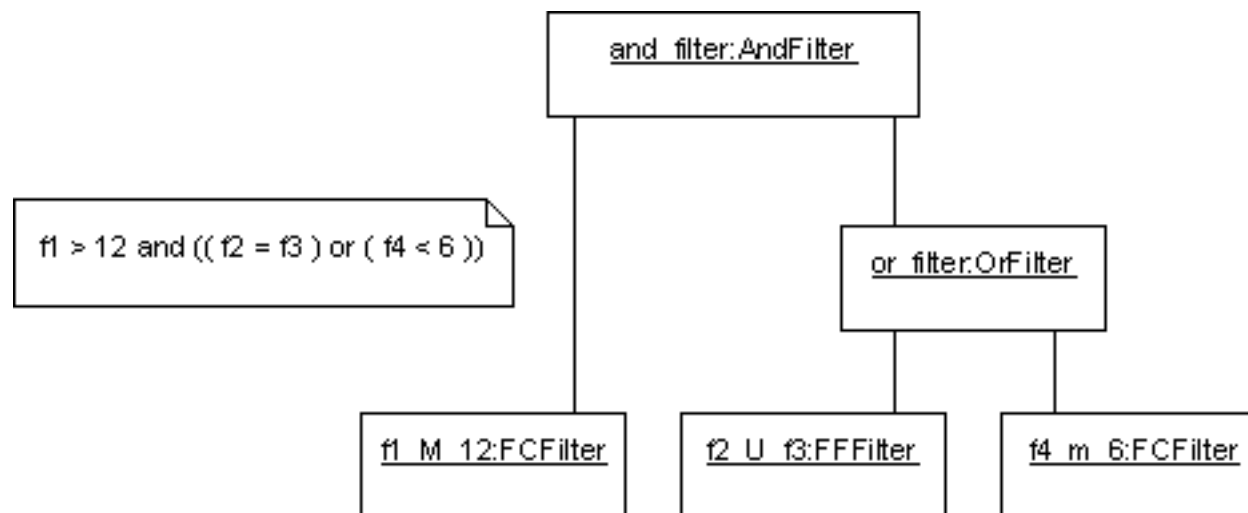 and_filter:AndFilter
f1 > 12 and (( f2 = f3 ) or ( f4 < 6 ))
or_filter:OrFilter
f1_M_12:FCFilter
f2_U_f3:FFFilter
f4_m_6:FCFilter